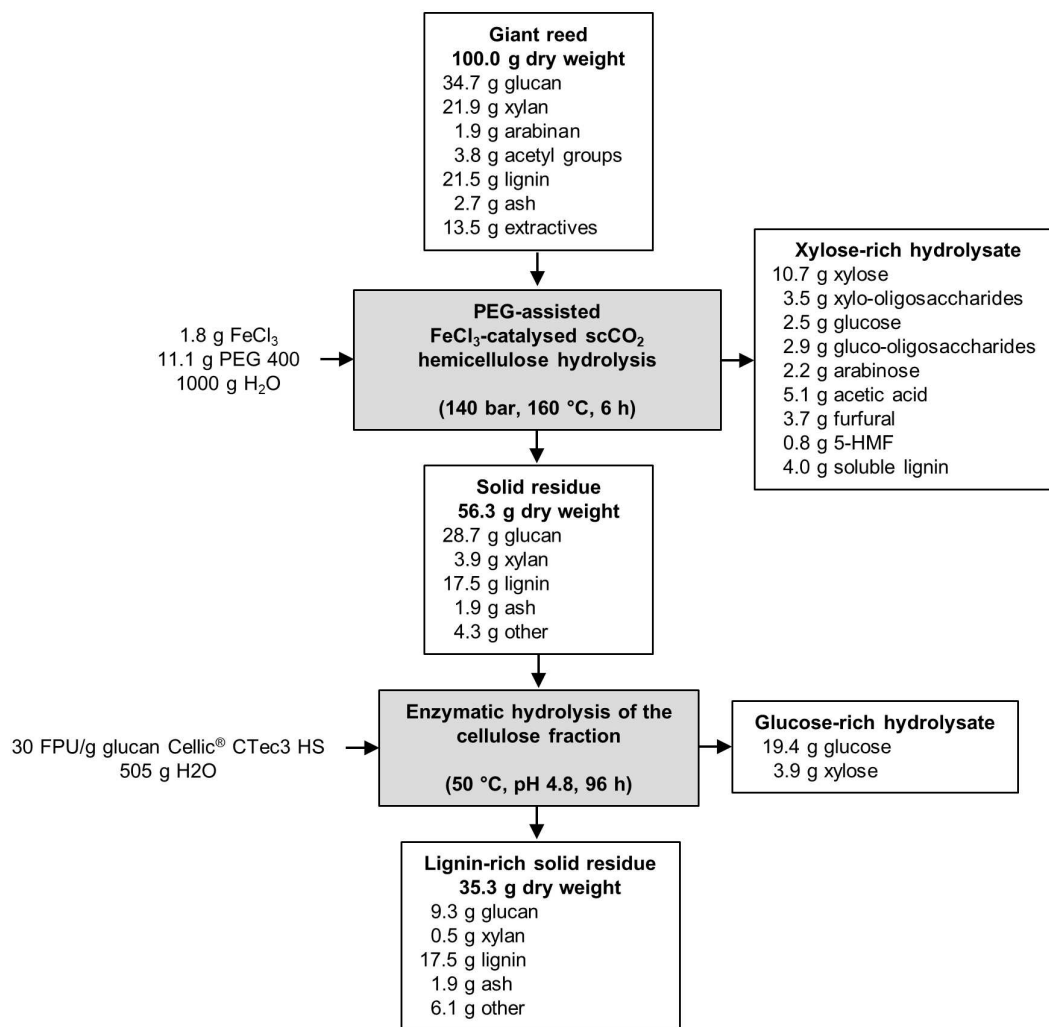 Giant reed
100.0 g dry weight
34.7 g glucan
21.9 g xylan
1.9 g arabinan
3.8 g acetyl groups
21.5 g lignin
2.7 g ash
13.5 g extractives
1.8 g FeCl₃
11.1 g PEG 400
1000 g H₂O
PEG-assisted
FeCl₃-catalysed scCO₂
hemicellulose hydrolysis
(140 bar, 160 °C, 6 h)
Xylose-rich hydrolysate
10.7 g xylose
3.5 g xylo-oligosaccharides
2.5 g glucose
2.9 g gluco-oligosaccharides
2.2 g arabinose
5.1 g acetic acid
3.7 g furfural
0.8 g 5-HMF
4.0 g soluble lignin
Solid residue
56.3 g dry weight
28.7 g glucan
3.9 g xylan
17.5 g lignin
1.9 g ash
4.3 g other
30 FPU/g glucan Cellic® CTec3 HS
505 g H2O
Enzymatic hydrolysis of the
cellulose fraction
(50 °C, pH 4.8, 96 h)
Glucose-rich hydrolysate
19.4 g glucose
3.9 g xylose
Lignin-rich solid residue
35.3 g dry weight
9.3 g glucan
0.5 g xylan
17.5 g lignin
1.9 g ash
6.1 g other